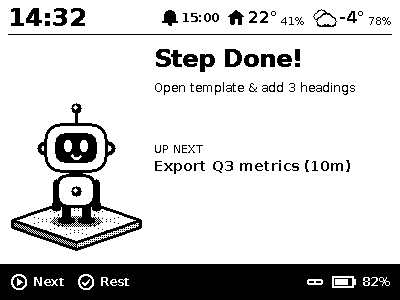 14:32 15:00 22° 41% -4° 78%
Step Done!
Open template & add 3 headings
UP NEXT
Export Q3 metrics (10m)
Next Rest 82%